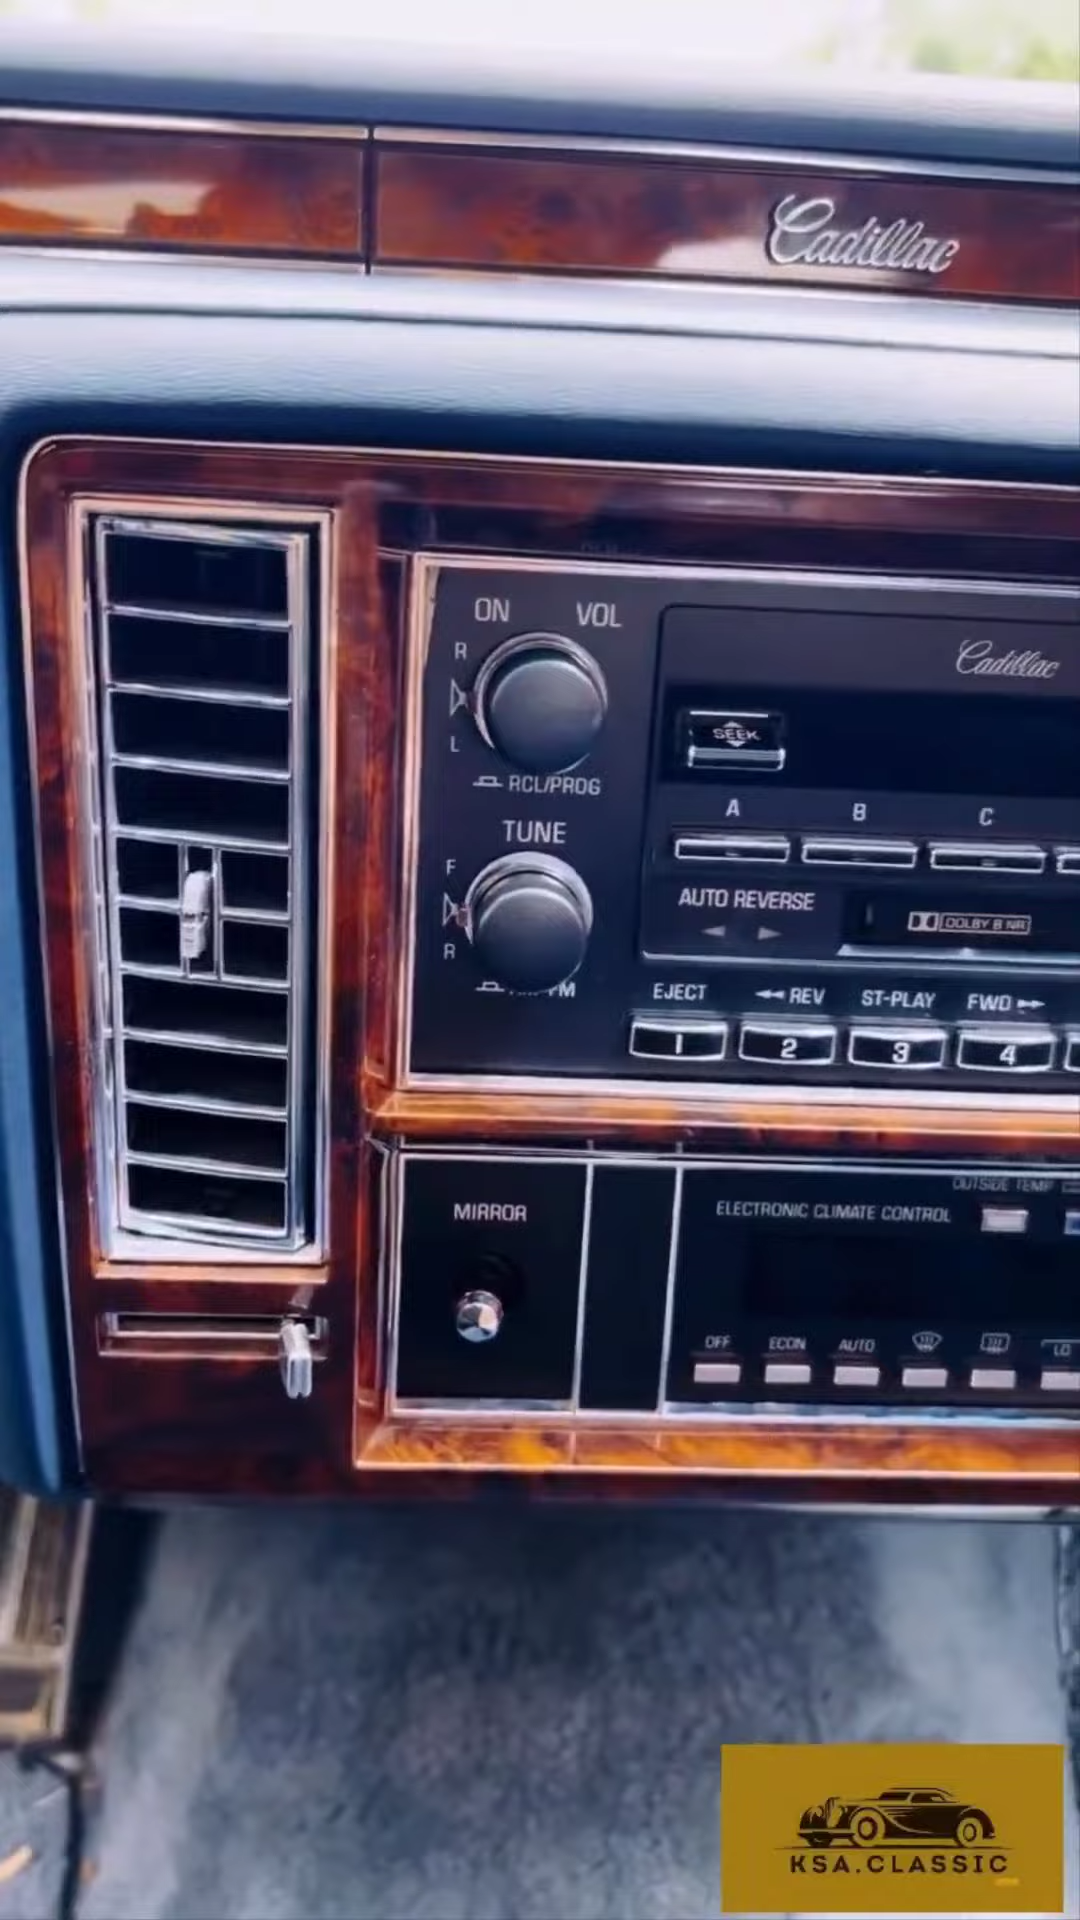 Cadillac
ON VOL
R
L
RCL/PROG
Cadillac
SEEK
A B C
TUNE
F
R
FM
AUTO REVERSE
DOLBY B NR
EJECT REV ST-PLAY FWD
1 2 3 4
MIRROR
OUTSIDE TEMP
ELECTRONIC CLIMATE CONTROL
OFF ECON AUTO LO
KSA.CLASSIC